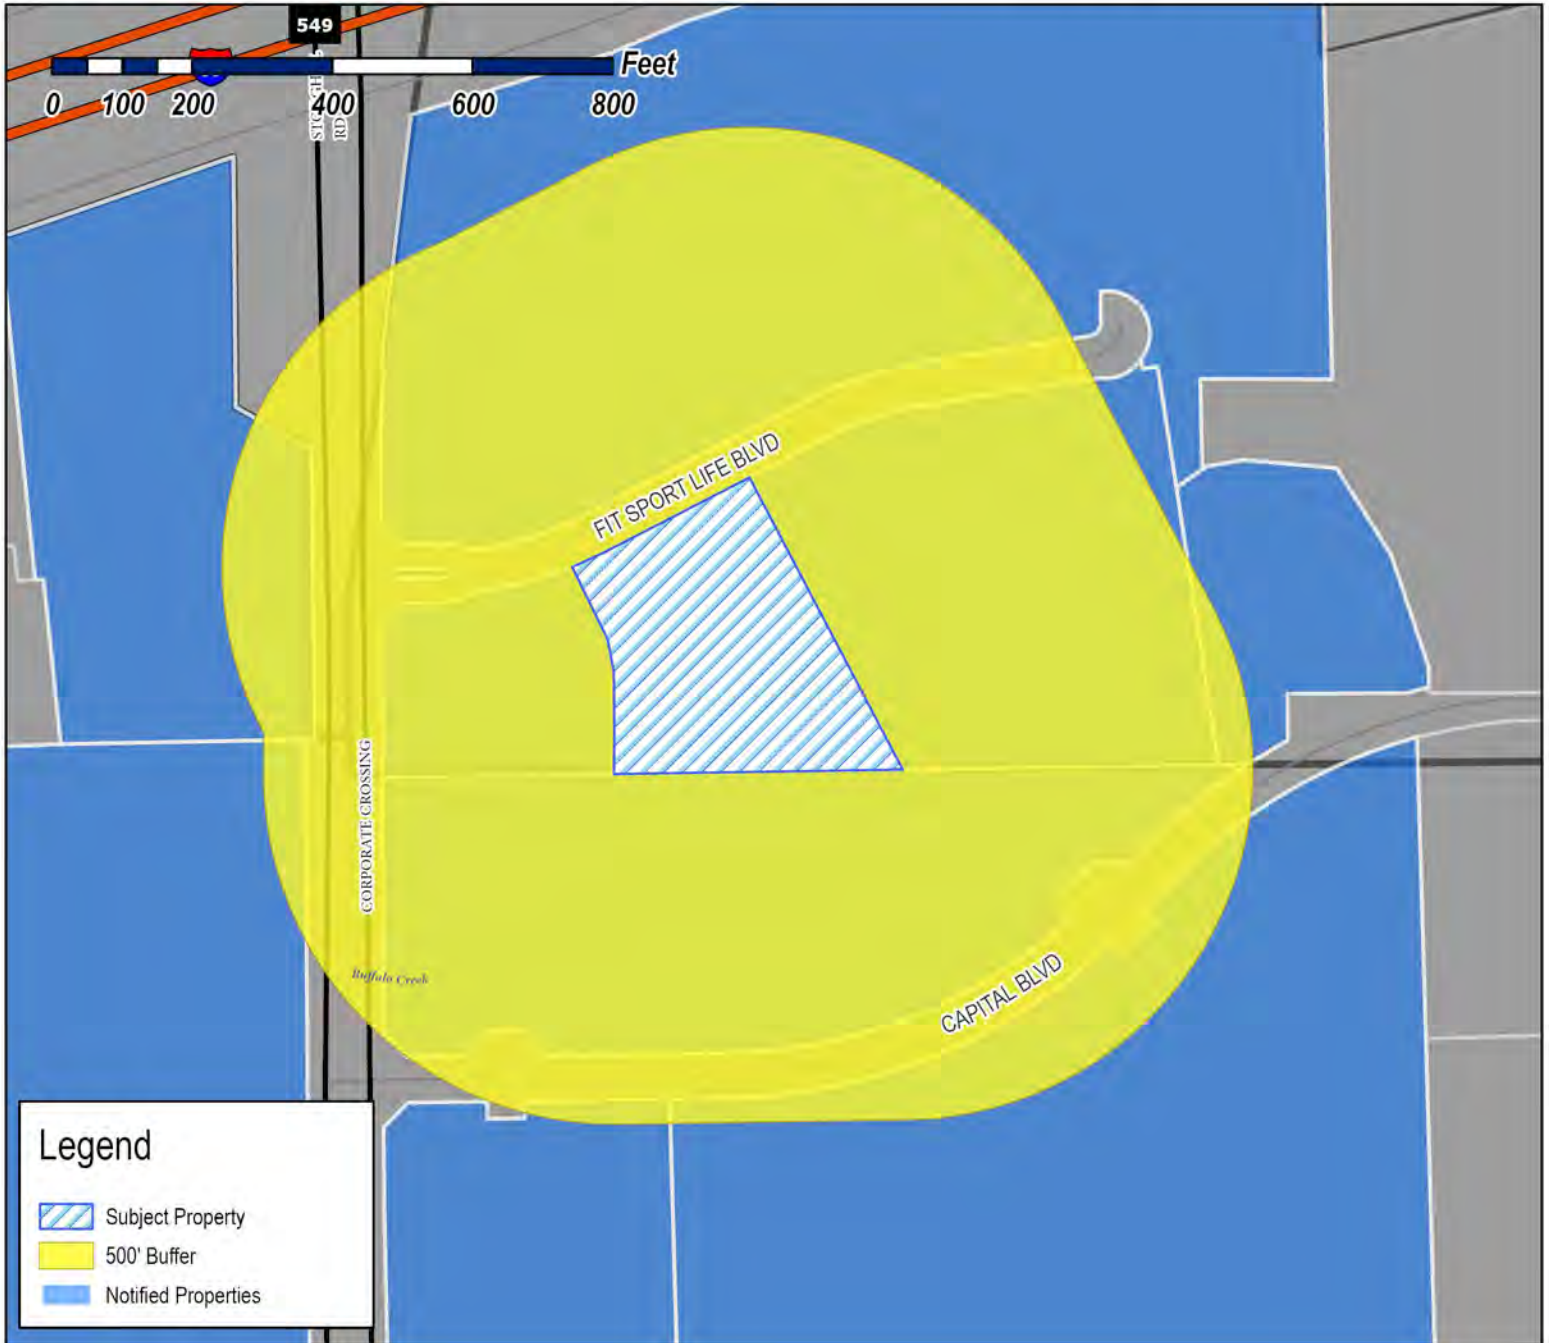 549
Feet
0 100 200 400 600 800
RD
FIT SPORT LIFE BLVD
CORPORATE CROSSING
Buffalo Creek
CAPITAL BLVD
Legend
Subject Property
500' Buffer
Notified Properties